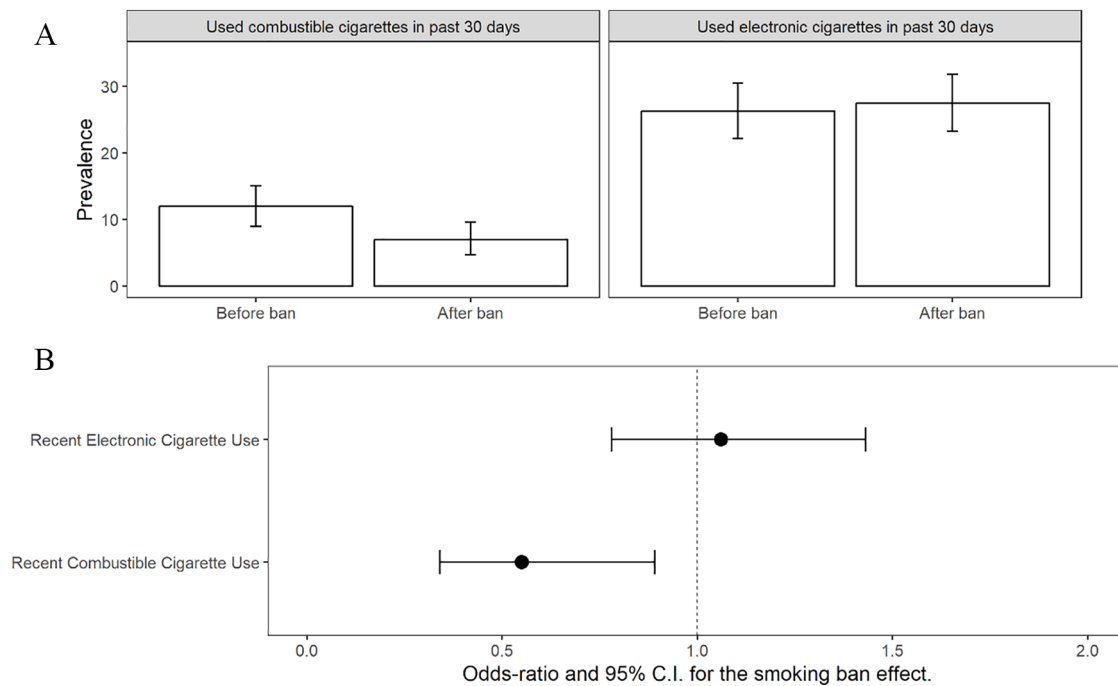 A
Used combustible cigarettes in past 30 days
Used electronic cigarettes in past 30 days
Prevalence
30
20
10
0
Before ban
After ban
Before ban
After ban
B
Recent Electronic Cigarette Use
Recent Combustible Cigarette Use
0.0
0.5
1.0
1.5
2.0
Odds-ratio and 95% C.I. for the smoking ban effect.